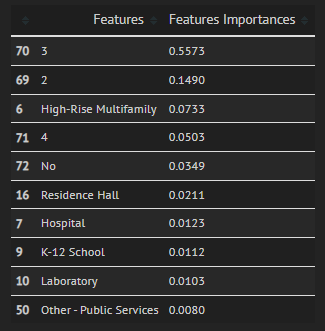 Features Features Importances
70 3 0.5573
69 2 0.1490
6 High-Rise Multifamily 0.0733
71 4 0.0503
72 No 0.0349
16 Residence Hall 0.0211
7 Hospital 0.0123
9 K-12 School 0.0112
10 Laboratory 0.0103
50 Other - Public Services 0.0080